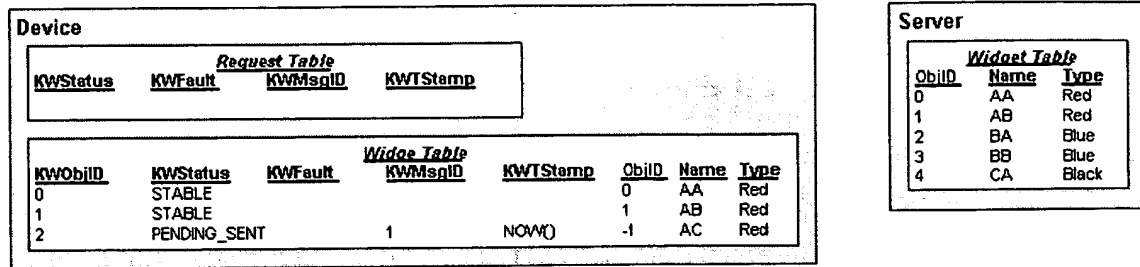 Device
Request Table
KWStatus KWFault KWMsgID KWTStamp
Widge Table
KWObjID KWStatus KWFault KWMsgID KWTStamp ObjID Name Type
0 STABLE 0 AA Red
1 STABLE 1 AB Red
2 PENDING_SENT 1 NOW() -1 AC Red
Server
Widget Table
ObjID Name Type
0 AA Red
1 AB Red
2 BA Blue
3 BB Blue
4 CA Black